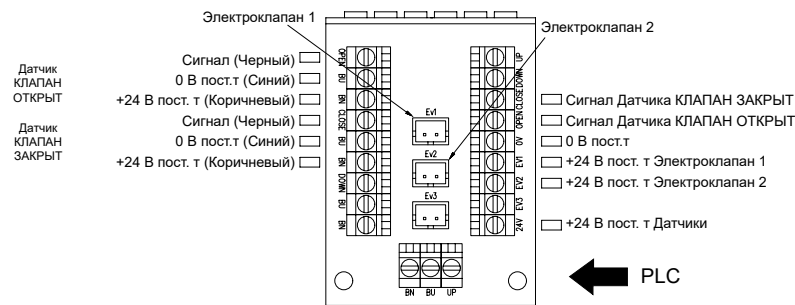 Электроклапан 1
Электроклапан 2
Датчик
КЛАПАН
ОТКРЫТ
Датчик
КЛАПАН
ЗАКРЫТ
Сигнал (Черный)
0 В пост.т (Синий)
+24 В пост. т (Коричневый)
Сигнал (Черный)
0 В пост.т (Синий)
+24 В пост. т (Коричневый)
OPEN
BU
BN
CLOSE
BU
BN
DOWN
BU
BN
Ev1
Ev2
Ev3
UP
DOWN
CLOSE
OPEN
0V
EV1
EV2
EV3
24V
Сигнал Датчика КЛАПАН ЗАКРЫТ
Сигнал Датчика КЛАПАН ОТКРЫТ
0 В пост.т
+24 В пост. т Электроклапан 1
+24 В пост. т Электроклапан 2
+24 В пост. т Датчики
BN BU UP
PLC